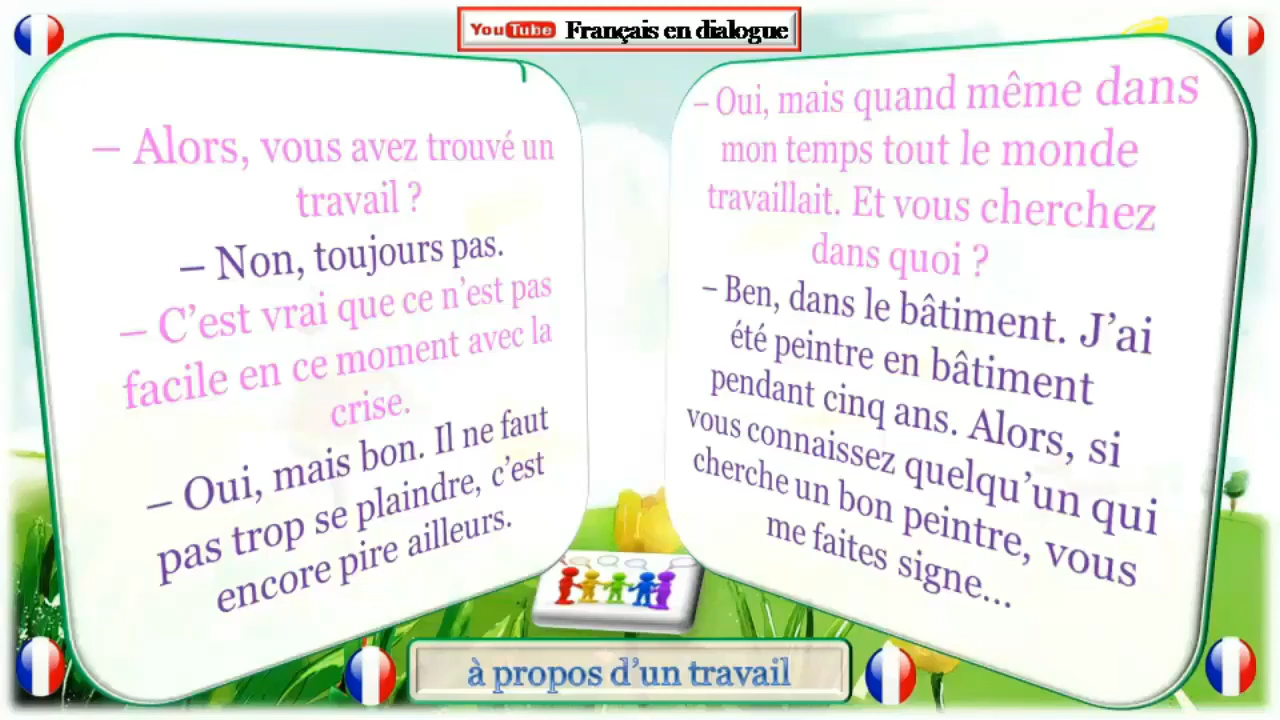 YouTube Français en dialogue
– Alors, vous avez trouvé un
travail ?
– Non, toujours pas.
– C’est vrai que ce n’est pas
facile en ce moment avec la
crise.
– Oui, mais bon. Il ne faut
pas trop se plaindre, c’est
encore pire ailleurs.
– Oui, mais quand même dans
mon temps tout le monde
travaillait. Et vous cherchez
dans quoi ?
– Ben, dans le bâtiment. J’ai
été peintre en bâtiment
pendant cinq ans. Alors, si
vous connaissez quelqu’un qui
cherche un bon peintre, vous
me faites signe...
à propos d’un travail